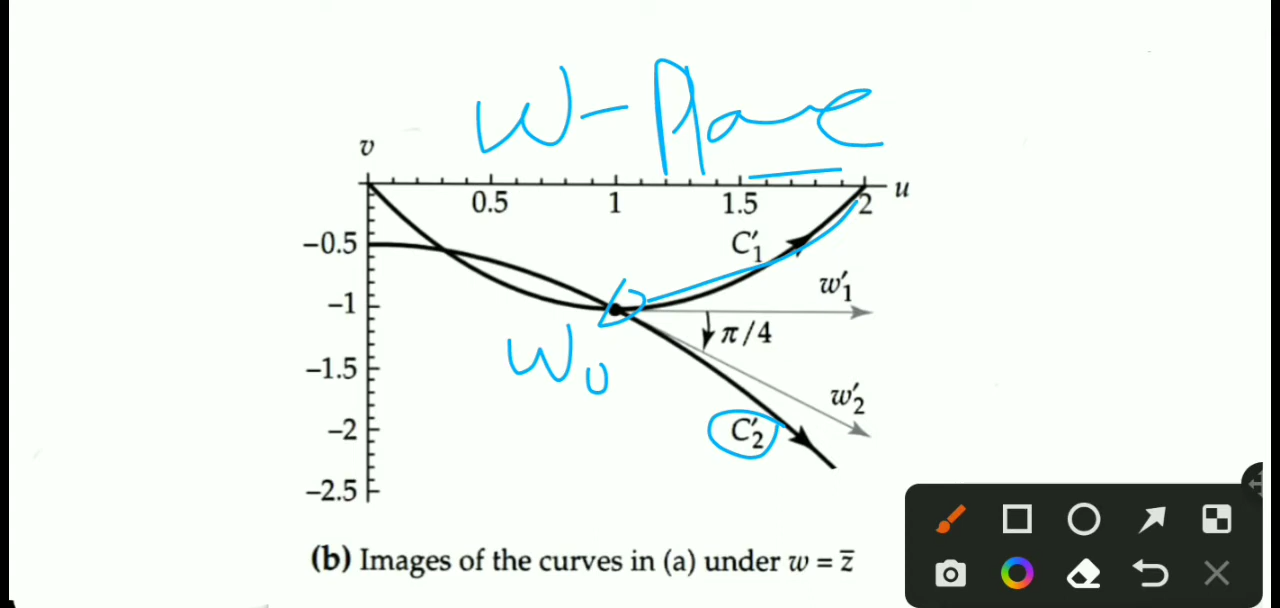 W-Plane
v
u
0.5 1 1.5 2
−0.5
−1
−1.5
−2
−2.5
C′₁
w′₁
π/4
w′₂
C′₂
W₀
(b) Images of the curves in (a) under w = z̄